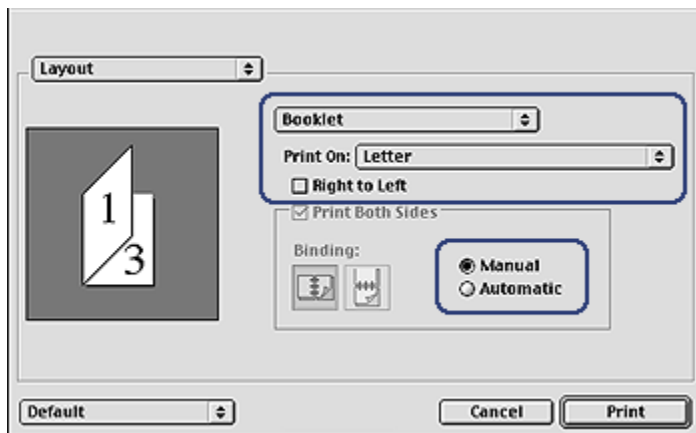 Layout
Booklet
Print On: Letter
Right to Left
1
3
Print Both Sides
Binding:
Manual
Automatic
Default
Cancel
Print